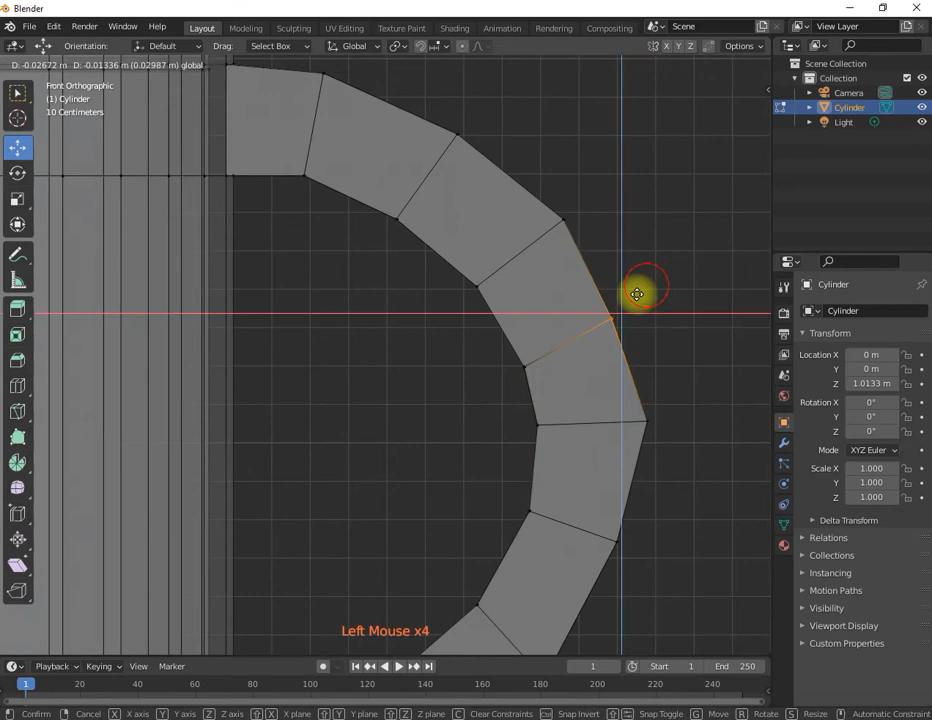 Blender
File Edit Render Window Help Layout Modeling Sculpting UV Editing Texture Paint Shading Animation Rendering Compositing Scene View Layer
Orientation: Default Drag: Select Box Global X Y Z Options
D: -0.02672 m D: -0.01336 m (0.02987 m) global
Front Orthographic
(1) Cylinder
10 Centimeters
Scene Collection
Collection
Camera
Cylinder
Light
Cylinder
Cylinder
Transform
Location X 0 m
Y 0 m
Z 1.0133 m
Rotation X 0°
Y 0°
Z 0°
Mode XYZ Euler
Scale X 1.000
Y 1.000
Z 1.000
Delta Transform
Relations
Collections
Instancing
Motion Paths
Visibility
Viewport Display
Custom Properties
Left Mouse x4
Playback Keying View Marker 1 Start 1 End 250
1 20 40 60 80 100 120 140 160 180 200 220 240
Confirm Cancel X X axis Y Y axis Z Z axis X X plane Y Y plane Z Z plane C Clear Constraints Ctrl Snap Invert Snap Toggle G Move R Rotate S Resize Automatic Constraint